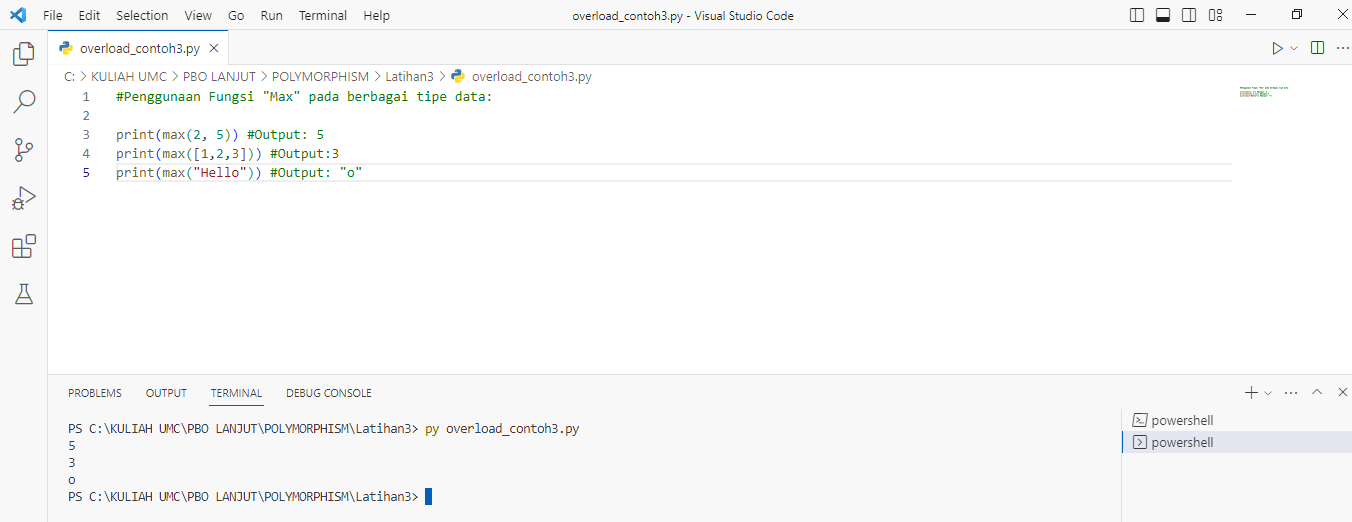 File Edit Selection View Go Run Terminal Help overload_contoh3.py - Visual Studio Code
overload_contoh3.py
C: > KULIAH UMC > PBO LANJUT > POLYMORPHISM > Latihan3 > overload_contoh3.py
1 #Penggunaan Fungsi "Max" pada berbagai tipe data:
2
3 print(max(2, 5)) #Output: 5
4 print(max([1,2,3])) #Output:3
5 print(max("Hello")) #Output: "o"
PROBLEMS OUTPUT TERMINAL DEBUG CONSOLE
PS C:\KULIAH UMC\PBO LANJUT\POLYMORPHISM\Latihan3> py overload_contoh3.py
5
3
o
PS C:\KULIAH UMC\PBO LANJUT\POLYMORPHISM\Latihan3>
powershell
powershell